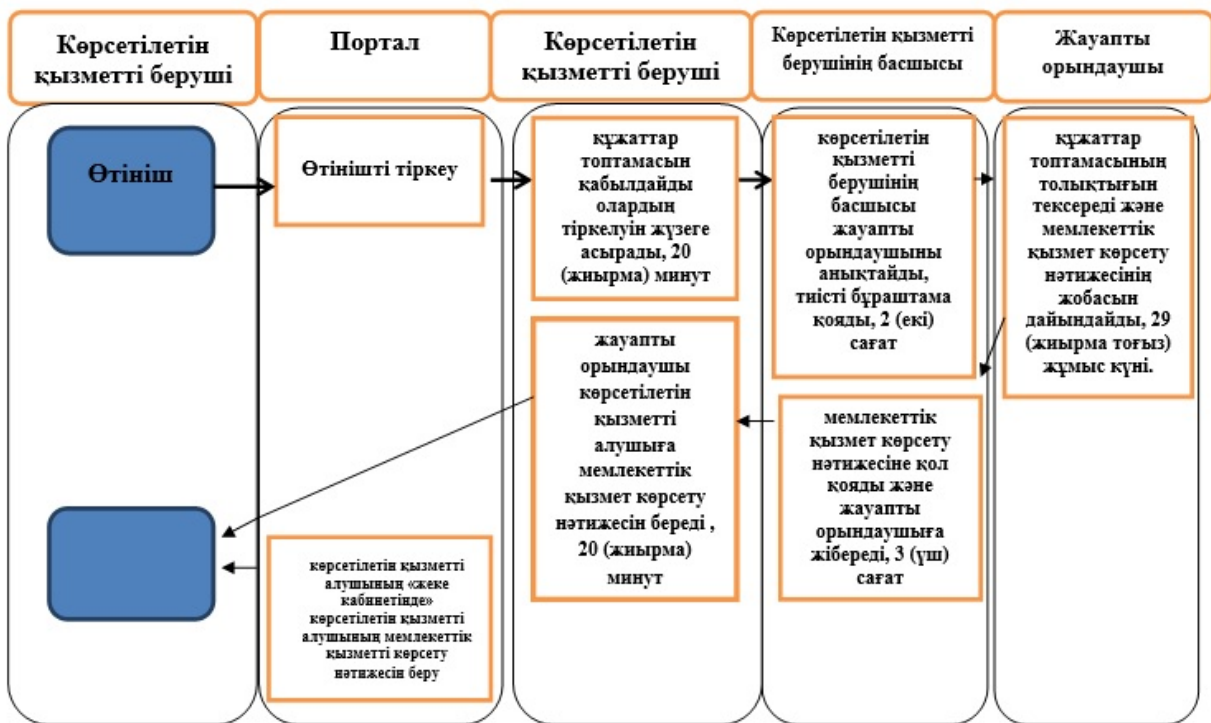 Көрсетілетін
қызметті беруші
Портал
Көрсетілетін
қызметті беруші
Көрсетілетін қызметті
берушінің басшысы
Жауапты
орындаушы
Өтініш
Өтінішті тіркеу
құжаттар
топтамасын
қабылдайды
олардың
тіркелуін жүзеге
асырады, 20
(жиырма) минут
көрсетілетін
қызметті
берушінің
басшысы
жауапты
орындаушыны
анықтайды,
тиісті бұраштама
қояды, 2 (екі)
сағат
құжаттар
топтамасының
толықтығын
тексереді және
мемлекеттік
қызмет көрсету
нәтижесінің
жобасын
дайындайды, 29
(жиырма тоғыз)
жұмыс күні.
жауапты
орындаушы
көрсетілетін
қызметті
алушыға
мемлекеттік
қызмет көрсету
нәтижесін береді ,
20 (жиырма)
минут
мемлекеттік
қызмет көрсету
нәтижесіне қол
қояды және
жауапты
орындаушыға
жібереді, 3 (үш)
сағат
көрсетілетін қызметті
алушының «жеке
кабинетінде»
көрсетілетін қызметті
алушының мемлекеттік
қызметті көрсету
нәтижесін беру